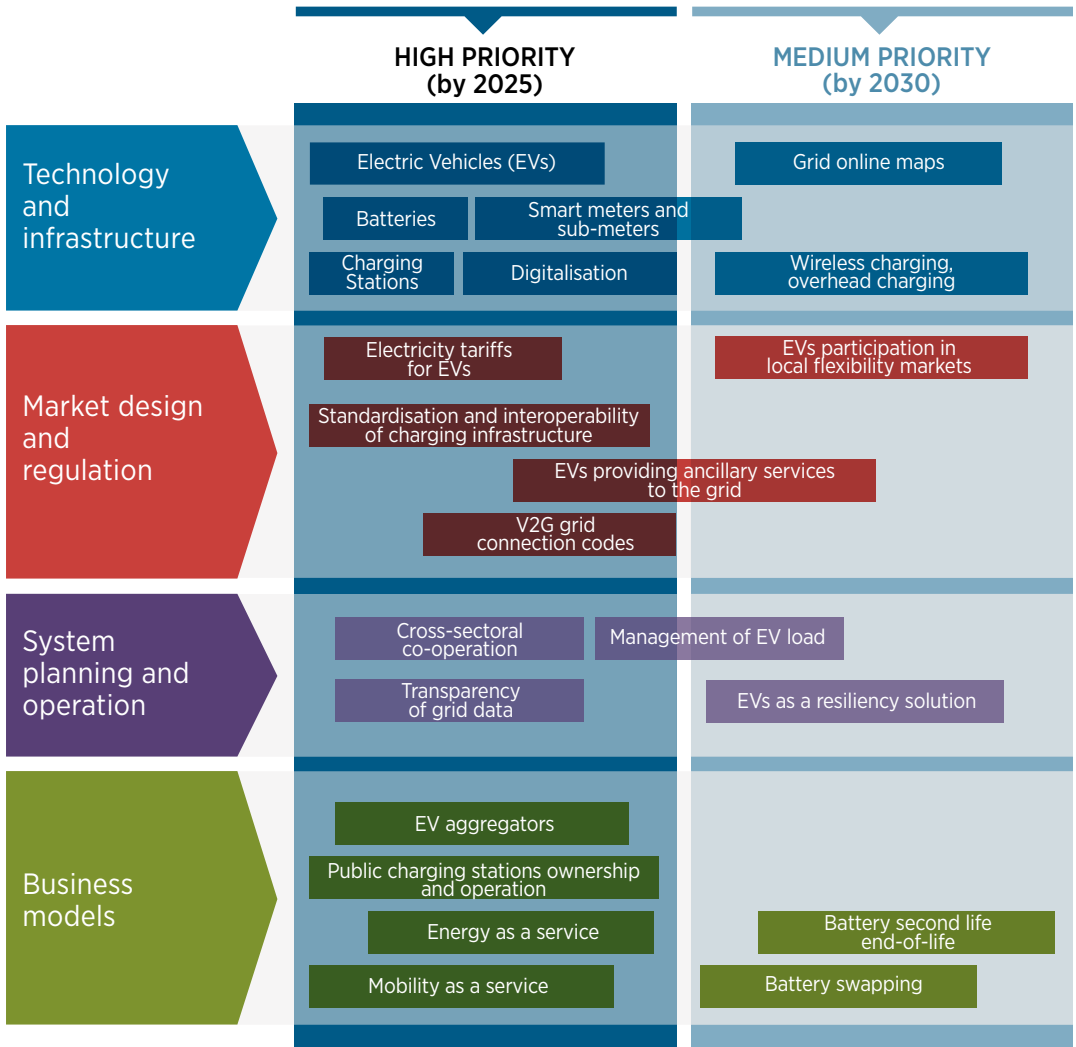 HIGH PRIORITY
(by 2025)
MEDIUM PRIORITY
(by 2030)
Technology
and
infrastructure
Electric Vehicles (EVs)
Grid online maps
Batteries
Smart meters and
sub-meters
Charging
Stations
Digitalisation
Wireless charging,
overhead charging
Market design
and
regulation
Electricity tariffs
for EVs
EVs participation in
local flexibility markets
Standardisation and interoperability
of charging infrastructure
EVs providing ancillary services
to the grid
V2G grid
connection codes
System
planning and
operation
Cross-sectoral
co-operation
Management of EV load
Transparency
of grid data
EVs as a resiliency solution
Business
models
EV aggregators
Public charging stations ownership
and operation
Energy as a service
Battery second life
end-of-life
Mobility as a service
Battery swapping